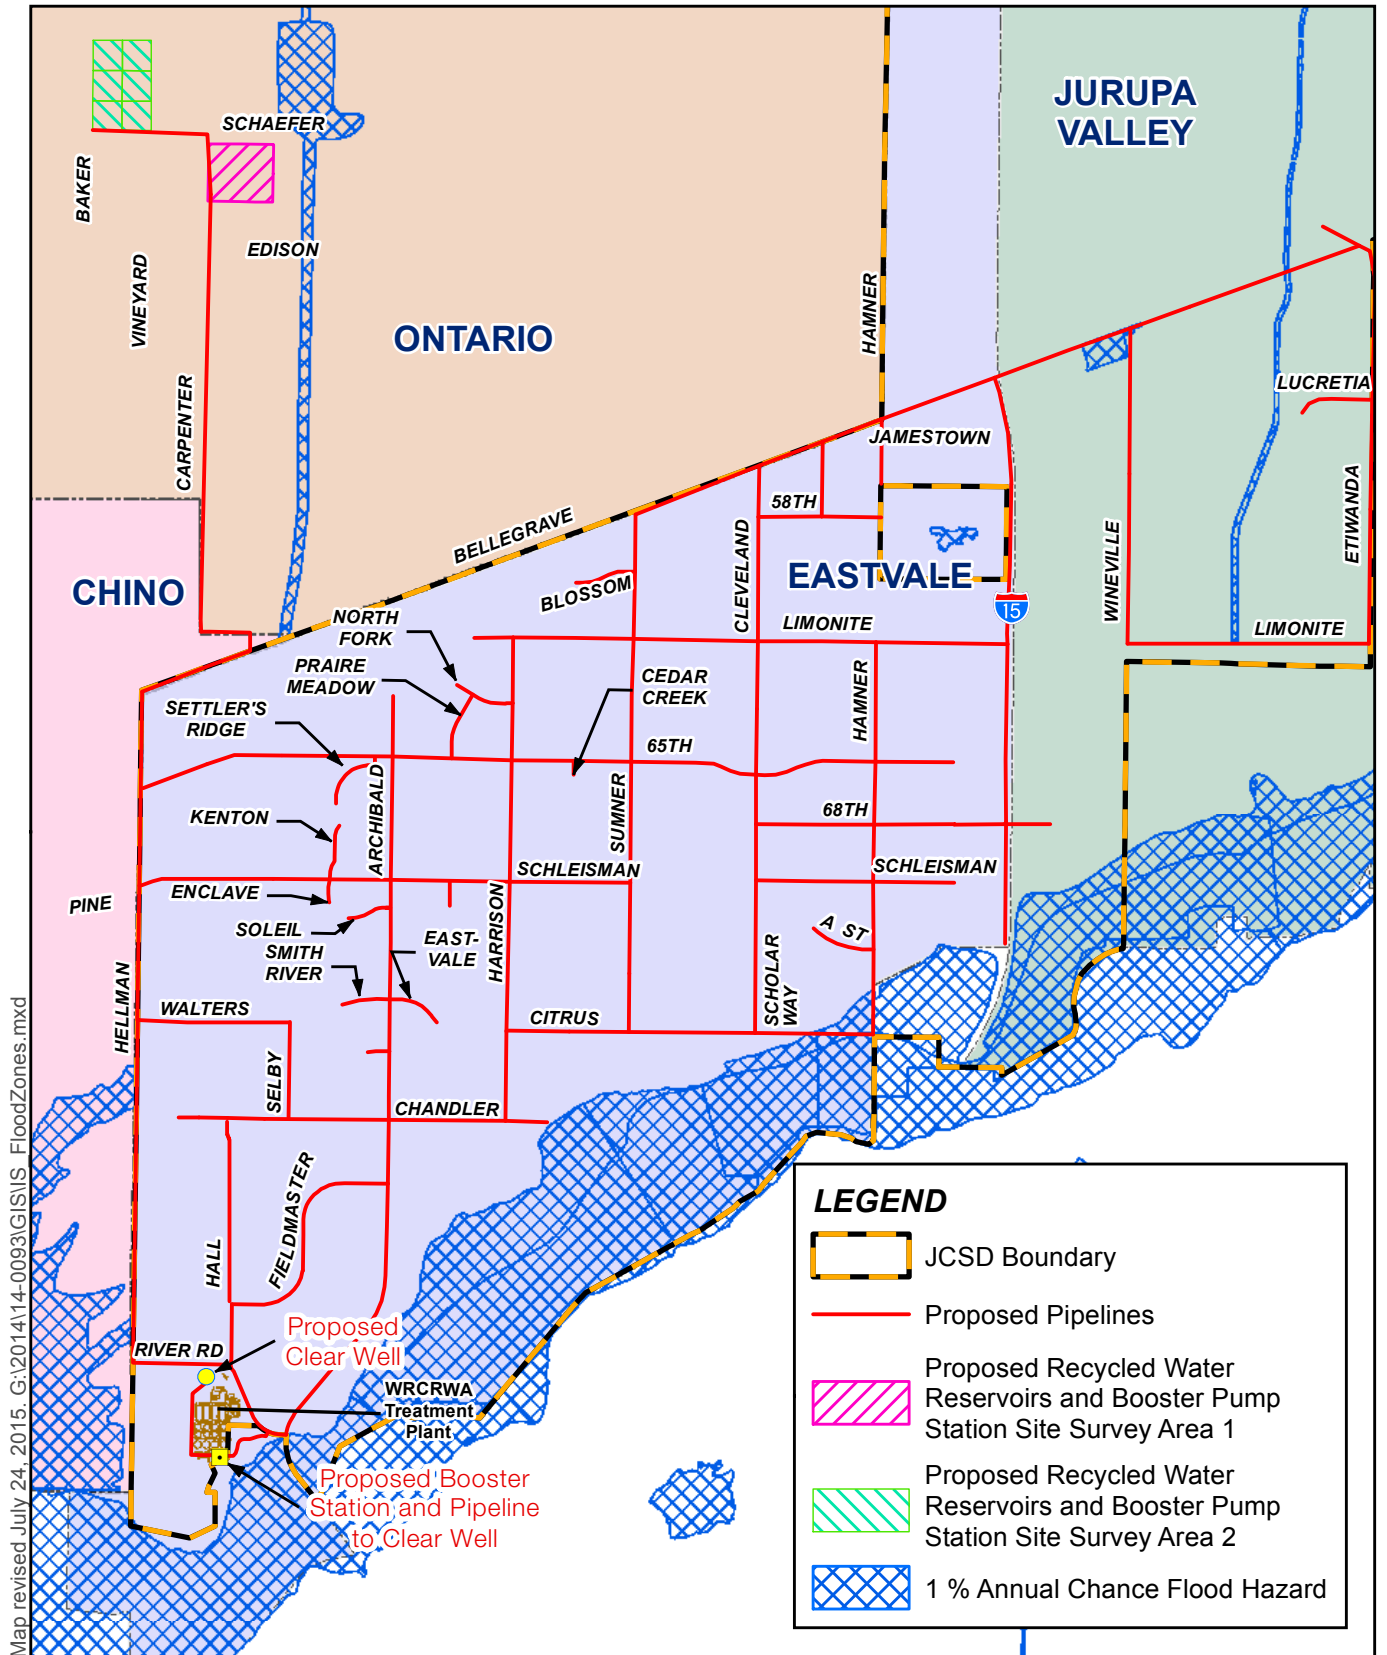 JURUPA
VALLEY
SCHAEFER
BAKER
EDISON
VINEYARD
HAMNER
ONTARIO
CARPENTER
LUCRETIA
JAMESTOWN
58TH
BELLEGRAVE
CLEVELAND
WINEVILLE
ETIWANDA
CHINO
EASTVALE
BLOSSOM
15
NORTH
FORK
LIMONITE
LIMONITE
PRAIRE
MEADOW
CEDAR
CREEK
SETTLER'S
RIDGE
HAMNER
65TH
ARCHIBALD
SUMNER
KENTON
68TH
SCHLEISMAN
SCHLEISMAN
ENCLAVE
PINE
SOLEIL
HARRISON
A ST
EAST-
VALE
SMITH
RIVER
SCHOLAR
WAY
HELLMAN
WALTERS
CITRUS
SELBY
CHANDLER
FIELDMASTER
HALL
RIVER RD
Proposed
Clear Well
WRCRWA
Treatment
Plant
Proposed Booster
Station and Pipeline
to Clear Well
LEGEND
JCSD Boundary
Proposed Pipelines
Proposed Recycled Water
Reservoirs and Booster Pump
Station Site Survey Area 1
Proposed Recycled Water
Reservoirs and Booster Pump
Station Site Survey Area 2
1 % Annual Chance Flood Hazard
Map revised July 24, 2015. G:\2014\14-0093\GIS\IS_FloodZones.mxd